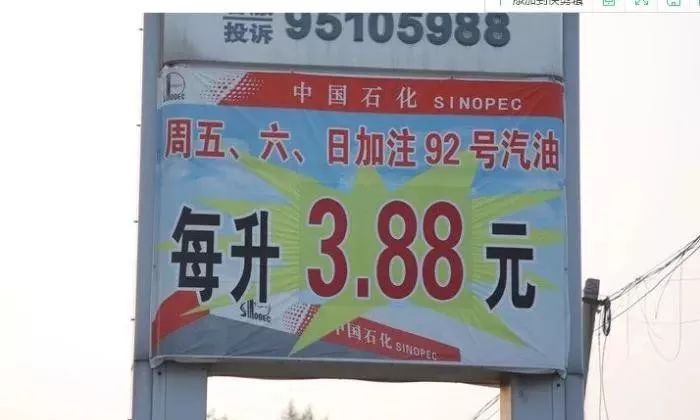 投诉 95105988
中国石化 SINOPEC
周五、六、日加注 92 号汽油
每升 3.88 元
中国石化 SINOPEC